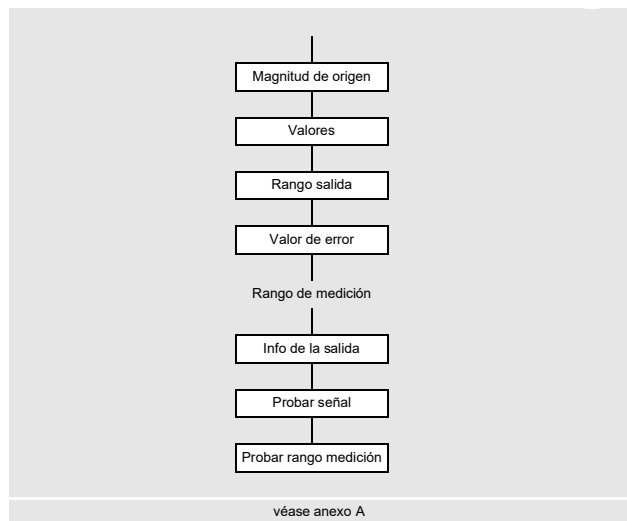 Magnitud de origen
Valores
Rango salida
Valor de error
Rango de medición
Info de la salida
Probar señal
Probar rango medición
véase anexo A